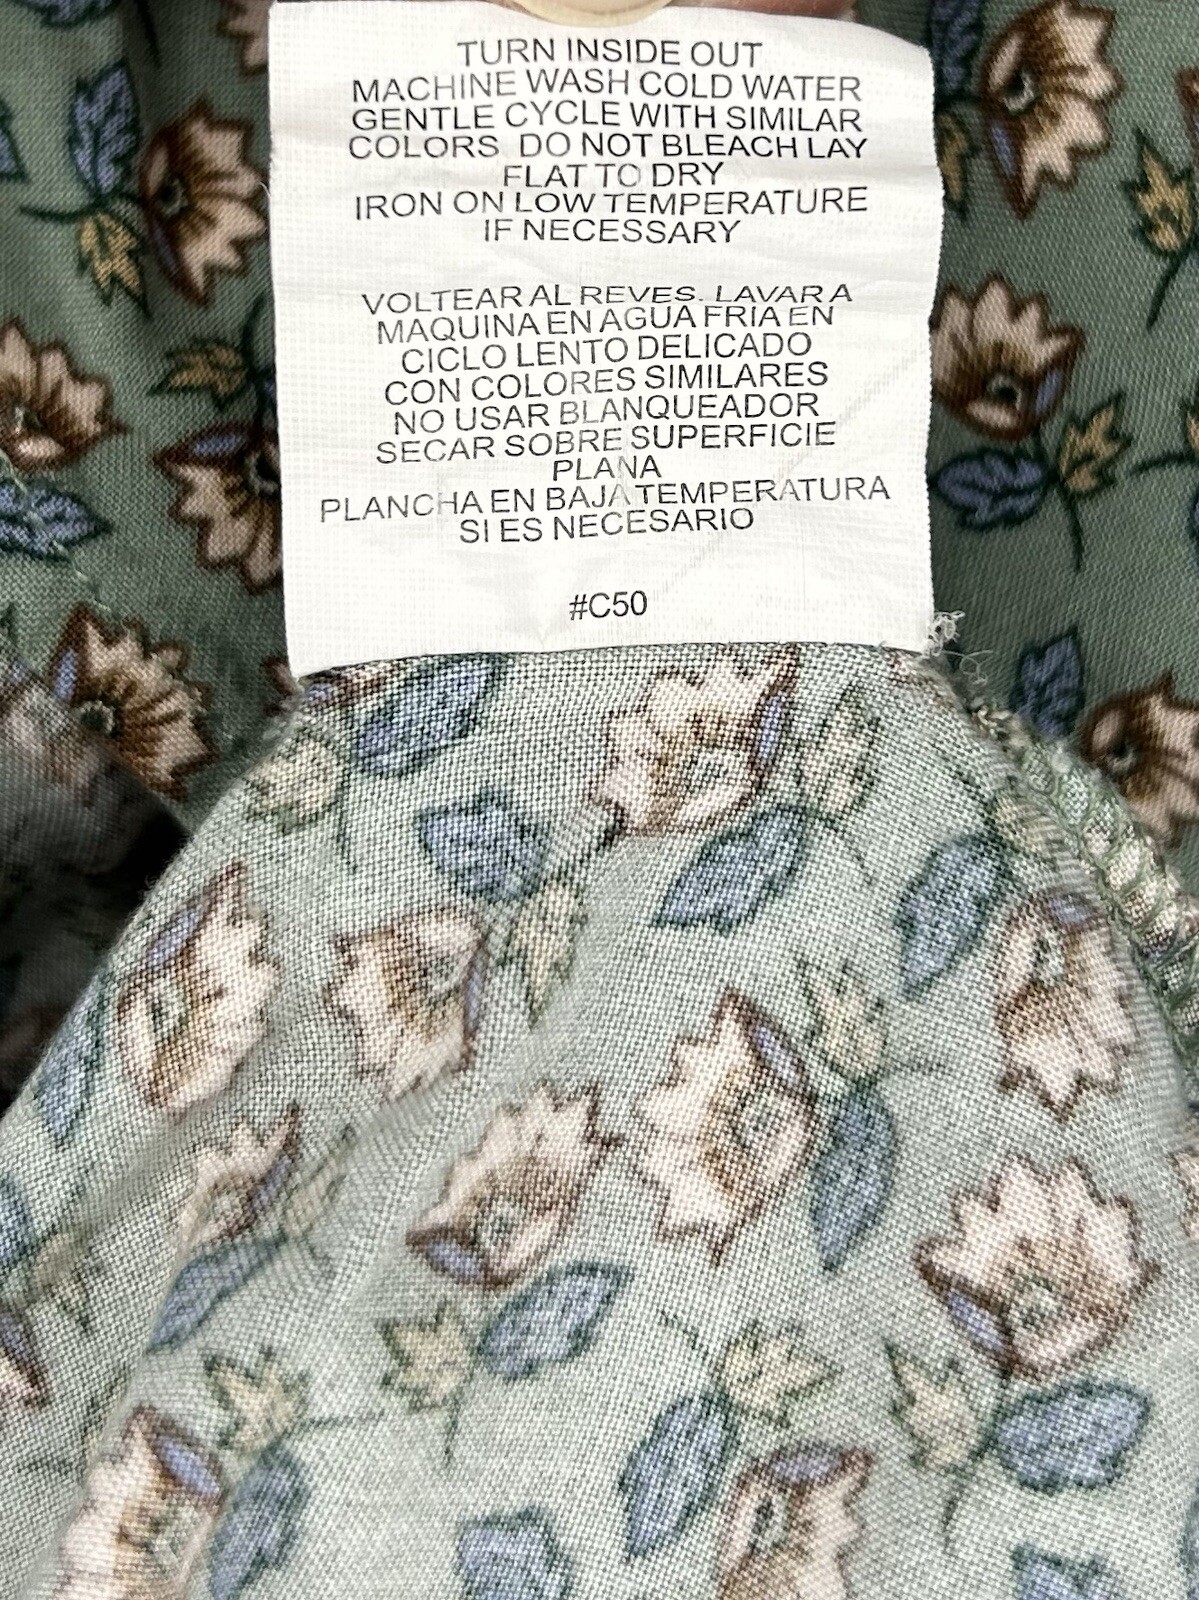 TURN INSIDE OUT
MACHINE WASH COLD WATER
GENTLE CYCLE WITH SIMILAR
COLORS DO NOT BLEACH LAY
FLAT TO DRY
IRON ON LOW TEMPERATURE
IF NECESSARY
VOLTEAR AL REVES. LAVAR A
MAQUINA EN AGUA FRIA EN
CICLO LENTO DELICADO
CON COLORES SIMILARES
NO USAR BLANQUEADOR
SECAR SOBRE SUPERFICIE
PLANA
PLANCHA EN BAJA TEMPERATURA
SI ES NECESARIO
#C50